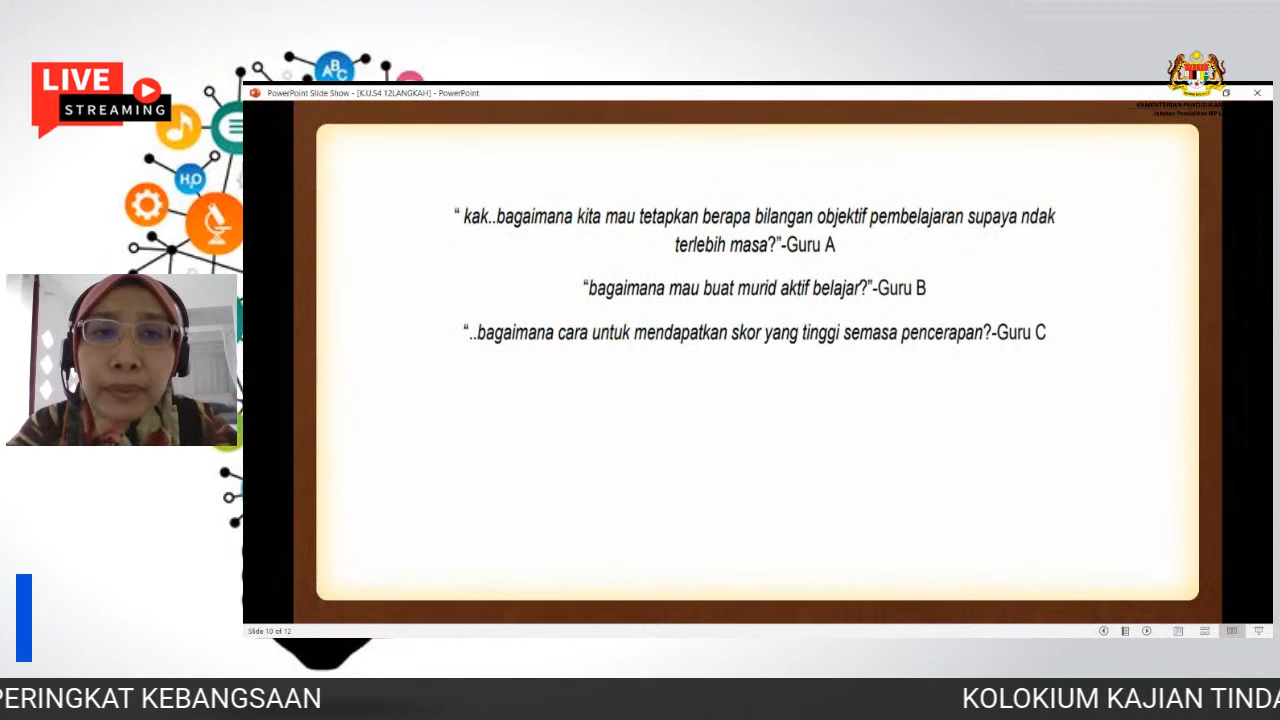 LIVE
STREAMING
ABC
H₂O
PowerPoint Slide Show - [K.U.S4 12LANGKAH] - PowerPoint
KEMENTERIAN PENDIDIKAN
Jabatan Pendidikan WP L
“ kak..bagaimana kita mau tetapkan berapa bilangan objektif pembelajaran supaya ndak
terlebih masa?”-Guru A
“bagaimana mau buat murid aktif belajar?”-Guru B
“..bagaimana cara untuk mendapatkan skor yang tinggi semasa pencerapan?-Guru C
Slide 10 of 12
PERINGKAT KEBANGSAAN
KOLOKIUM KAJIAN TINDA